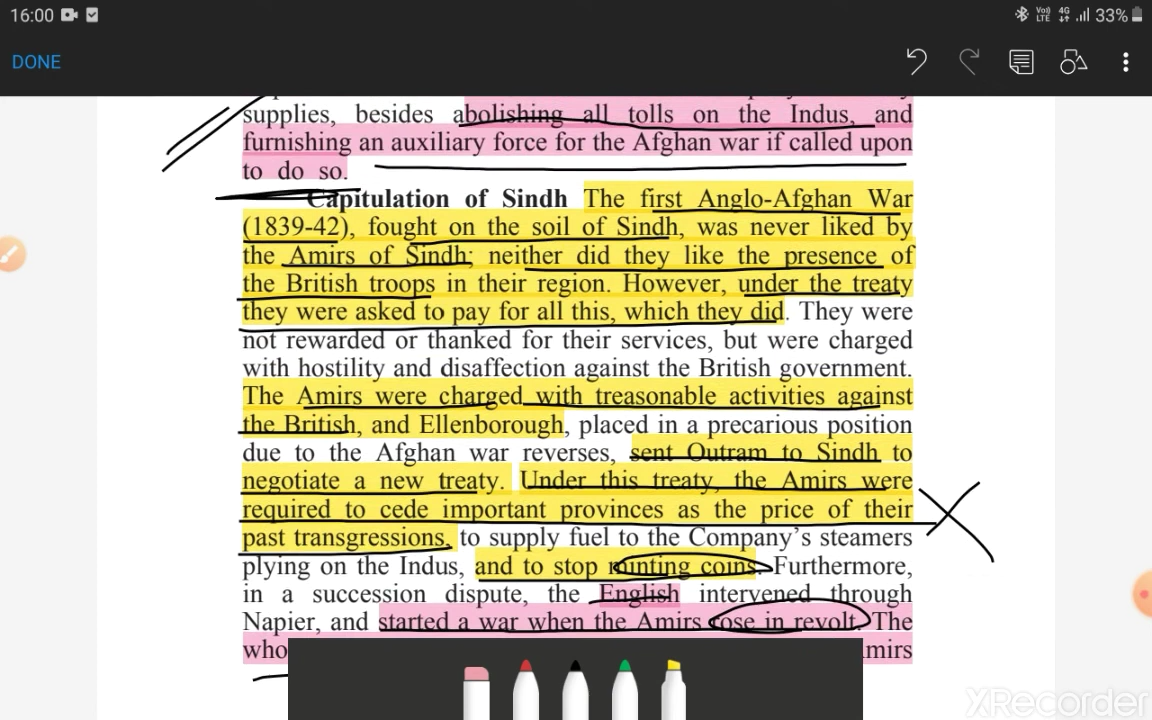 16:00
Vo) LTE 4G 33%
DONE
supplies, besides abolishing all tolls on the Indus, and
furnishing an auxiliary force for the Afghan war if called upon
to do so.
Capitulation of Sindh The first Anglo-Afghan War
(1839-42), fought on the soil of Sindh, was never liked by
the Amirs of Sindh; neither did they like the presence of
the British troops in their region. However, under the treaty
they were asked to pay for all this, which they did. They were
not rewarded or thanked for their services, but were charged
with hostility and disaffection against the British government.
The Amirs were charged with treasonable activities against
the British, and Ellenborough, placed in a precarious position
due to the Afghan war reverses, sent Outram to Sindh to
negotiate a new treaty. Under this treaty, the Amirs were
required to cede important provinces as the price of their
past transgressions, to supply fuel to the Company's steamers
plying on the Indus, and to stop minting coins. Furthermore,
in a succession dispute, the English intervened through
Napier, and started a war when the Amirs rose in revolt. The
XRecorder